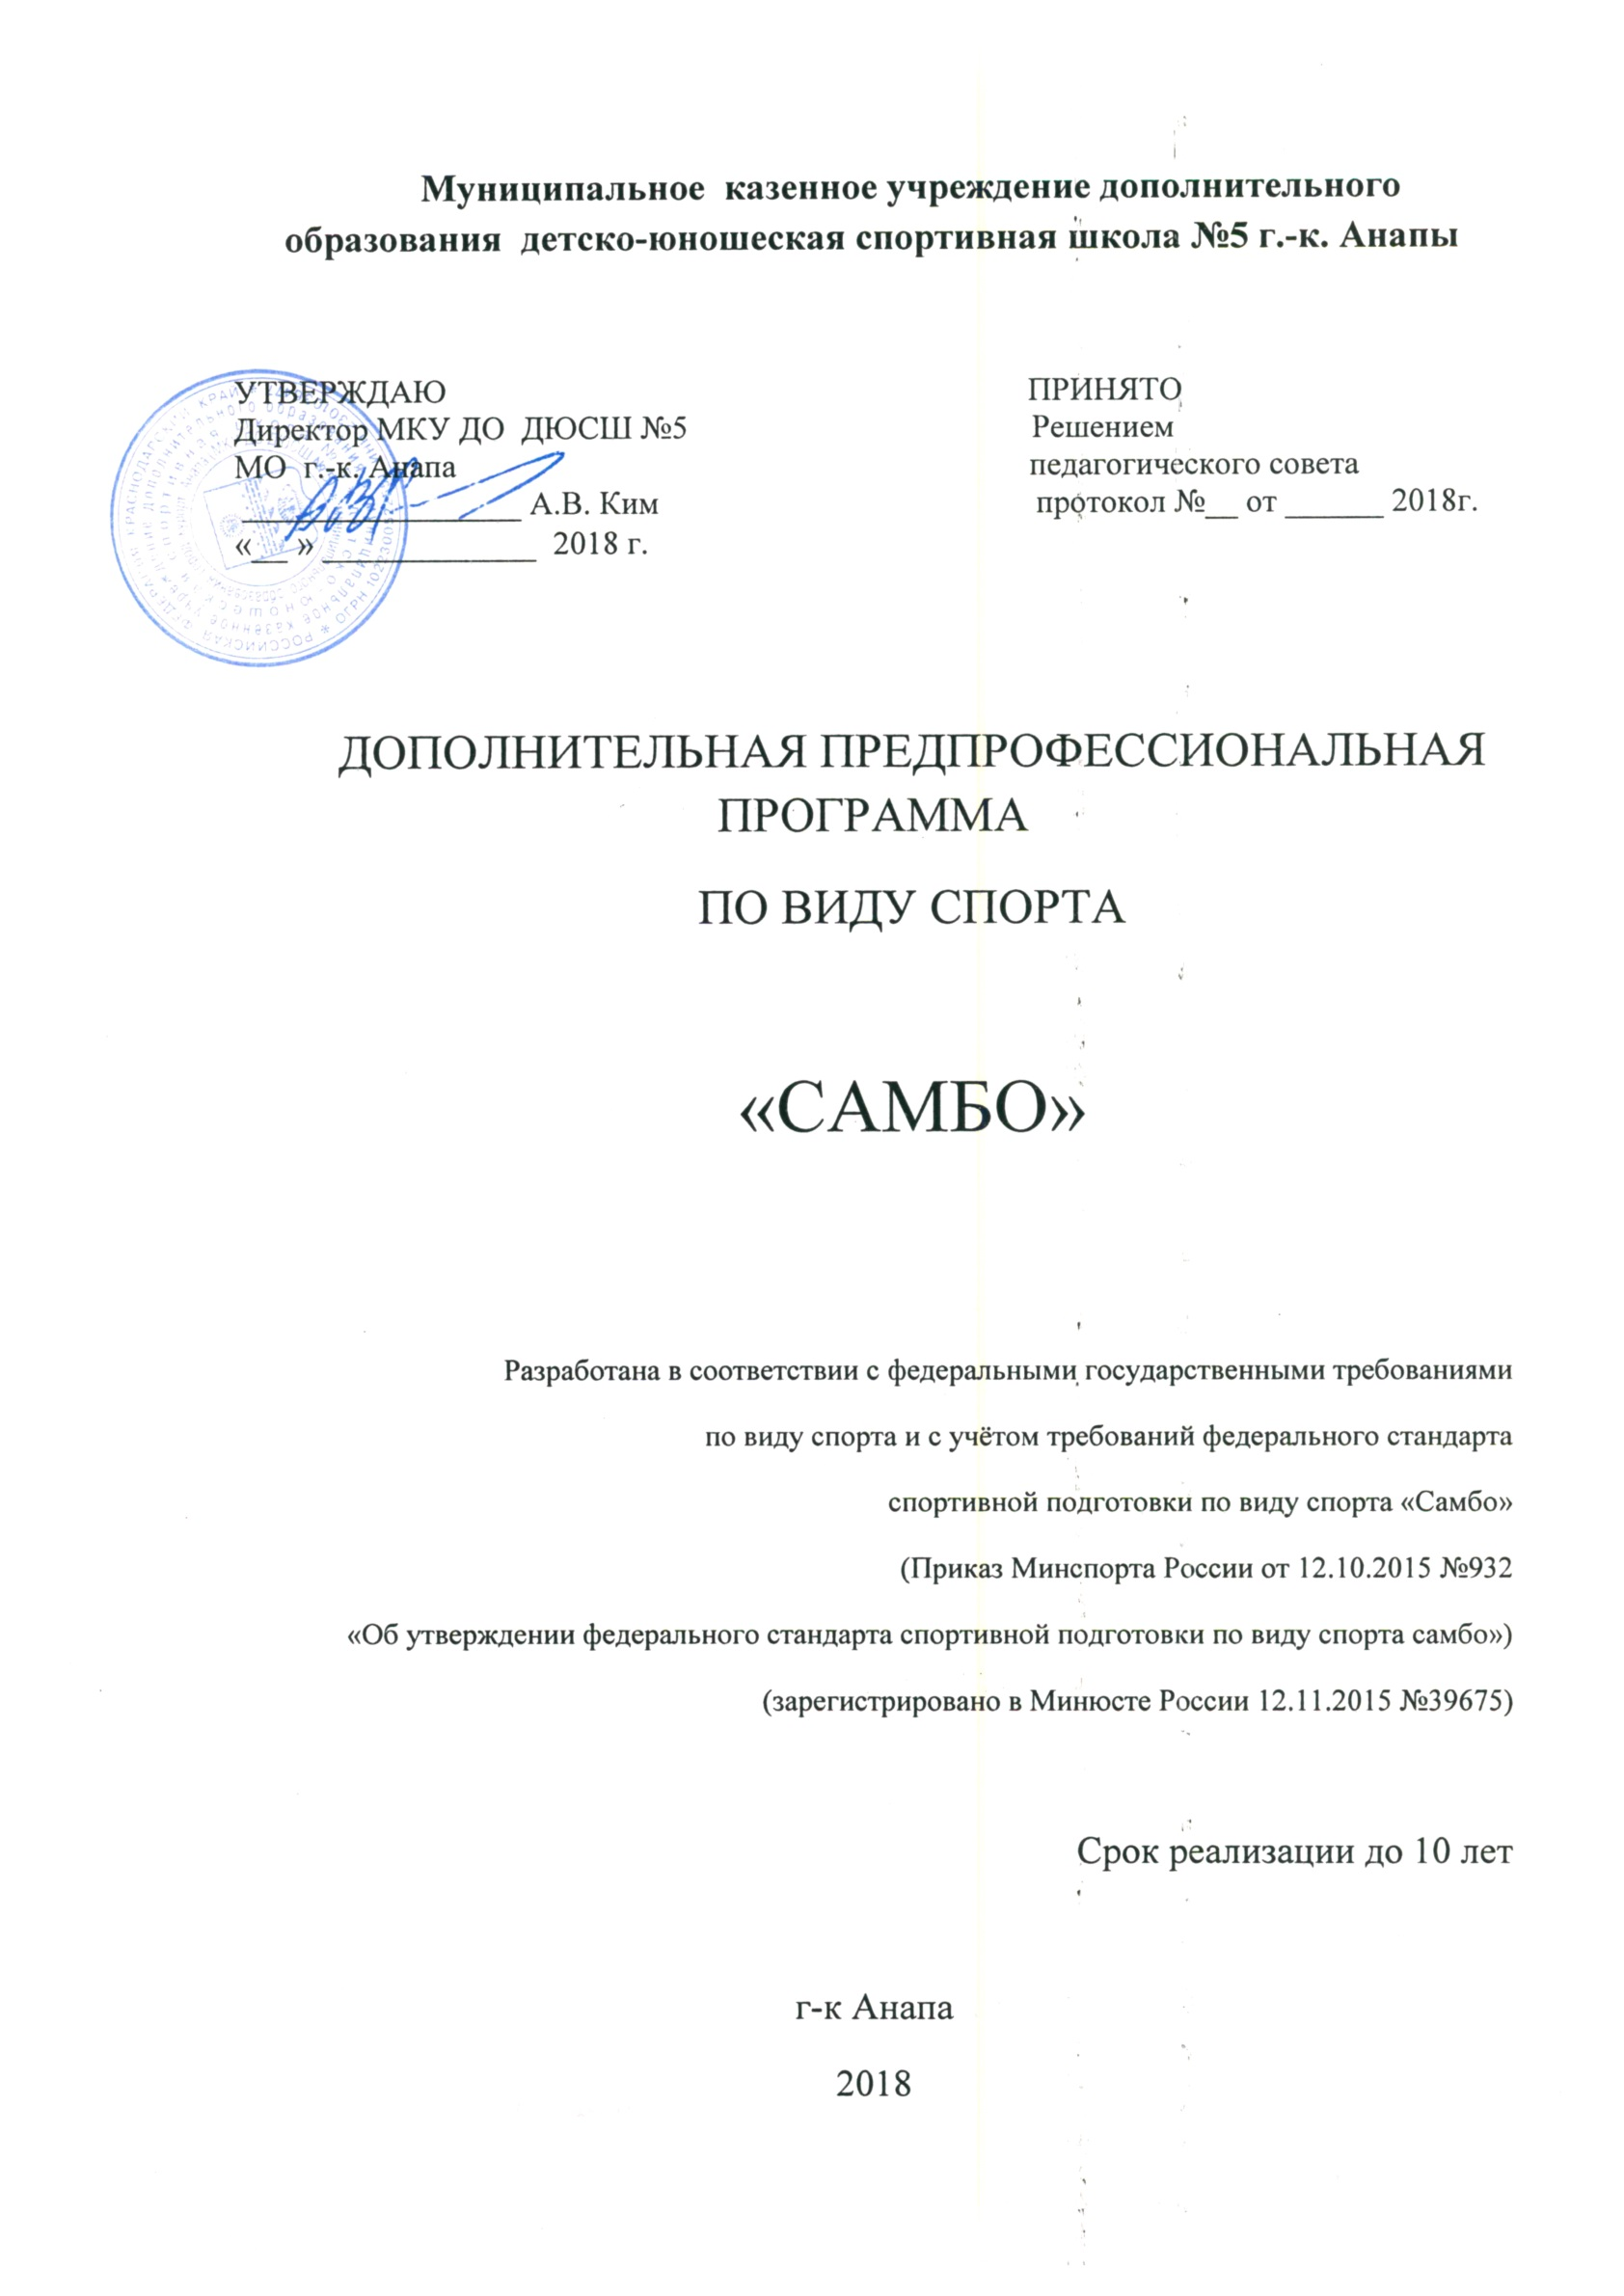 Муниципальное казенное учреждение дополнительного
образования детско-юношеская спортивная школа №5 г.-к. Анапы
УТВЕРЖДАЮ
Директор МКУ ДО ДЮСШ №5
МО г.-к. Анапа
_________________ А.В. Ким
«__ » _____________ 2018 г.
ПРИНЯТО
Решением
педагогического совета
протокол №__ от ______ 2018г.
ДОПОЛНИТЕЛЬНАЯ ПРЕДПРОФЕССИОНАЛЬНАЯ
ПРОГРАММА
ПО ВИДУ СПОРТА
«САМБО»
Разработана в соответствии с федеральными государственными требованиями
по виду спорта и с учётом требований федерального стандарта
спортивной подготовки по виду спорта «Самбо»
(Приказ Минспорта России от 12.10.2015 №932
«Об утверждении федерального стандарта спортивной подготовки по виду спорта самбо»)
(зарегистрировано в Минюсте России 12.11.2015 №39675)
Срок реализации до 10 лет
г-к Анапа
2018